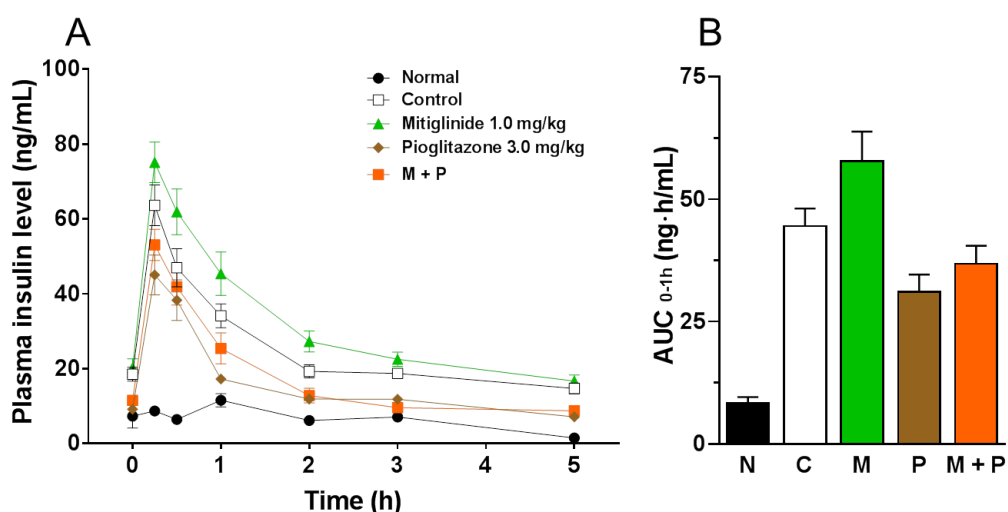 A
Plasma insulin level (ng/mL)
100
80
60
40
20
0
Normal
Control
Mitiglinide 1.0 mg/kg
Pioglitazone 3.0 mg/kg
M + P
0 1 2 3 4 5
Time (h)
B
AUC 0-1h (ng·h/mL)
75
50
25
0
N C M P M + P